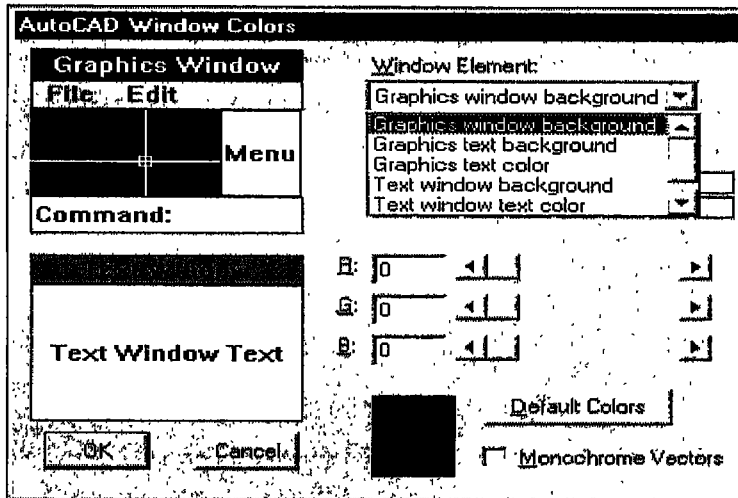 AutoCAD Window Colors
Graphics Window
File Edit
Menu
Command:
Text Window Text
OK
Cancel
Window Element:
Graphics window background
Graphics window background
Graphics text background
Graphics text color
Text window background
Text window text color
R: 0
G: 0
B: 0
Default Colors
Monochrome Vectors